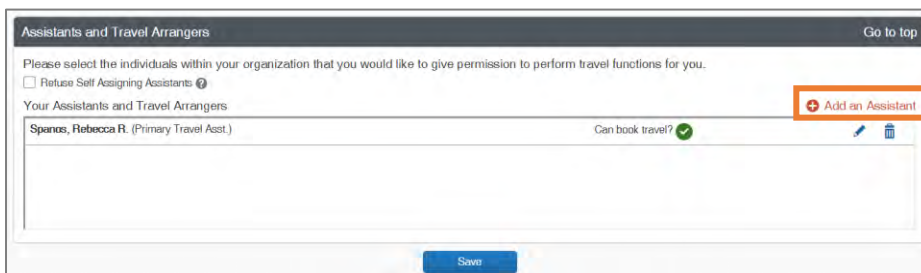 Assistants and Travel Arrangers Go to top
Please select the individuals within your organization that you would like to give permission to perform travel functions for you.
Refuse Self Assigning Assistants ?
Your Assistants and Travel Arrangers + Add an Assistant
Spanos, Rebecca R. (Primary Travel Asst.) Can book travel?
Save